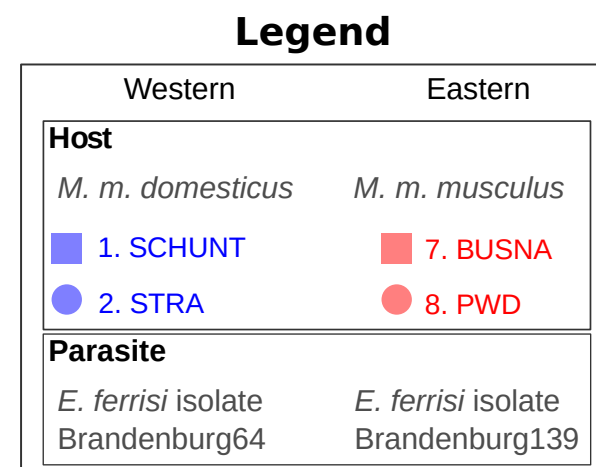 Legend
Western Eastern
Host
M. m. domesticus M. m. musculus
1. SCHUNT 7. BUSNA
2. STRA 8. PWD
Parasite
E. ferrisi isolate E. ferrisi isolate
Brandenburg64 Brandenburg139